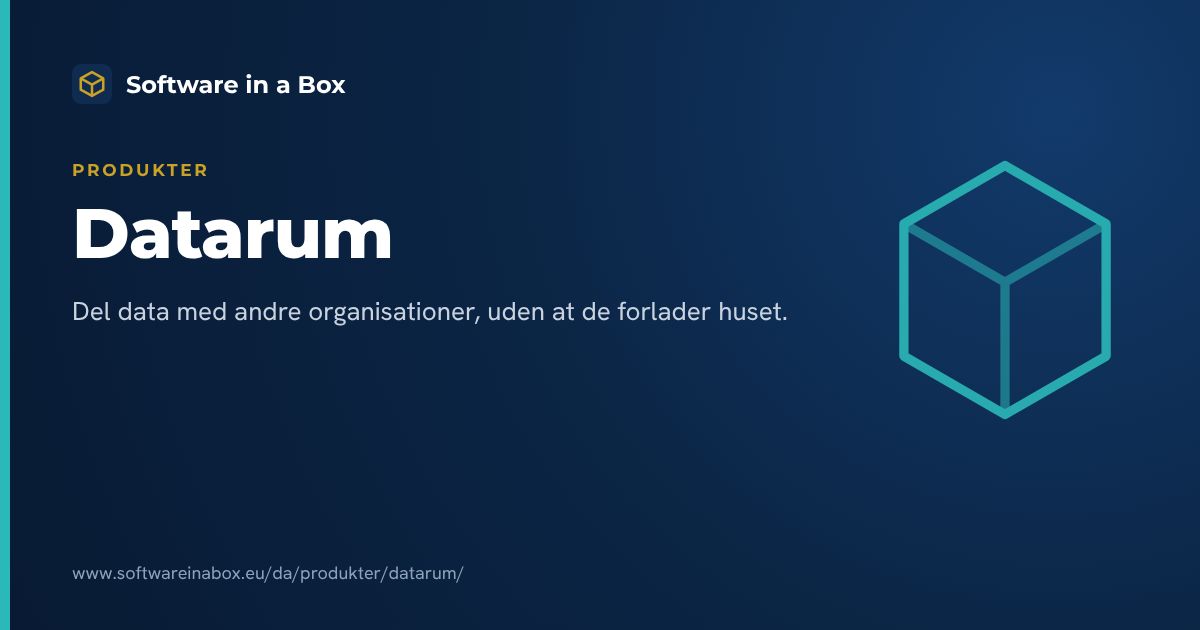 Software in a Box
PRODUKTER
Datarum
Del data med andre organisationer, uden at de forlader huset.
www.softwareinabox.eu/da/produkter/datarum/